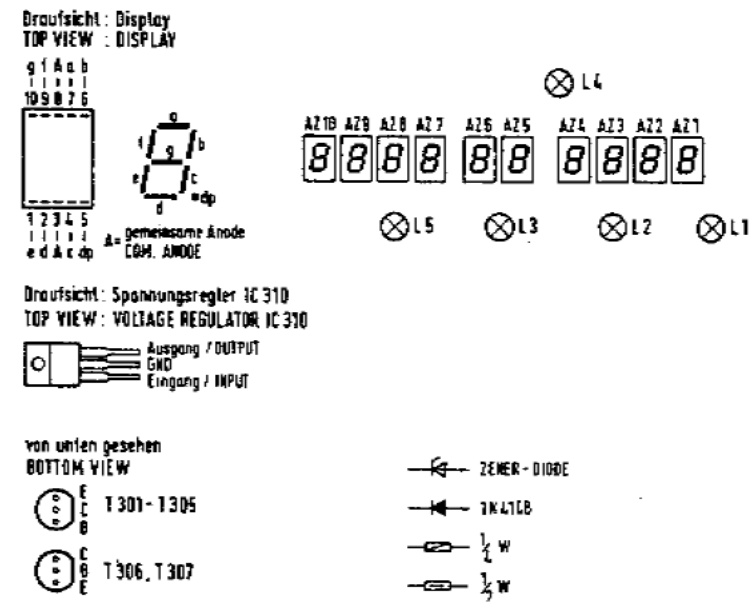 Draufsicht : Display
TOP VIEW : DISPLAY
g f A a b
10 9 8 7 6
a
f g b
e c
d dp
1 2 3 4 5
e d A c dp
A= gemeinsame Anode
COM. ANODE
L4
AZ10 AZ9 AZ8 AZ7 AZ6 AZ5 AZ4 AZ3 AZ2 AZ1
8 8 8 8 8 8 8 8 8 8
L5 L3 L2 L1
Draufsicht : Spannungsregler IC 310
TOP VIEW : VOLTAGE REGULATOR IC 310
Ausgang / OUTPUT
GND
Eingang / INPUT
von unten gesehen
BOTTOM VIEW
E
C
B
T301 - T305
C
B
E
T306, T307
ZENER - DIODE
1N4148
1/4 W
1/2 W